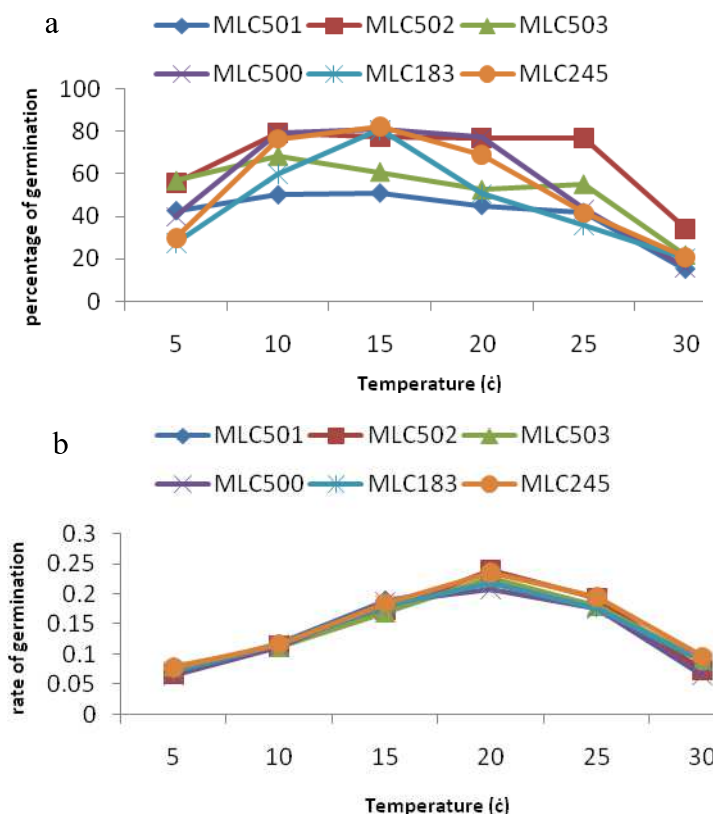 a
MLC501 MLC502 MLC503
MLC500 MLC183 MLC245
percentage of germination
100
80
60
40
20
0
5 10 15 20 25 30
Temperature (ċ)
b
MLC501 MLC502 MLC503
MLC500 MLC183 MLC245
rate of germination
0.3
0.25
0.2
0.15
0.1
0.05
0
5 10 15 20 25 30
Temperature (ċ)